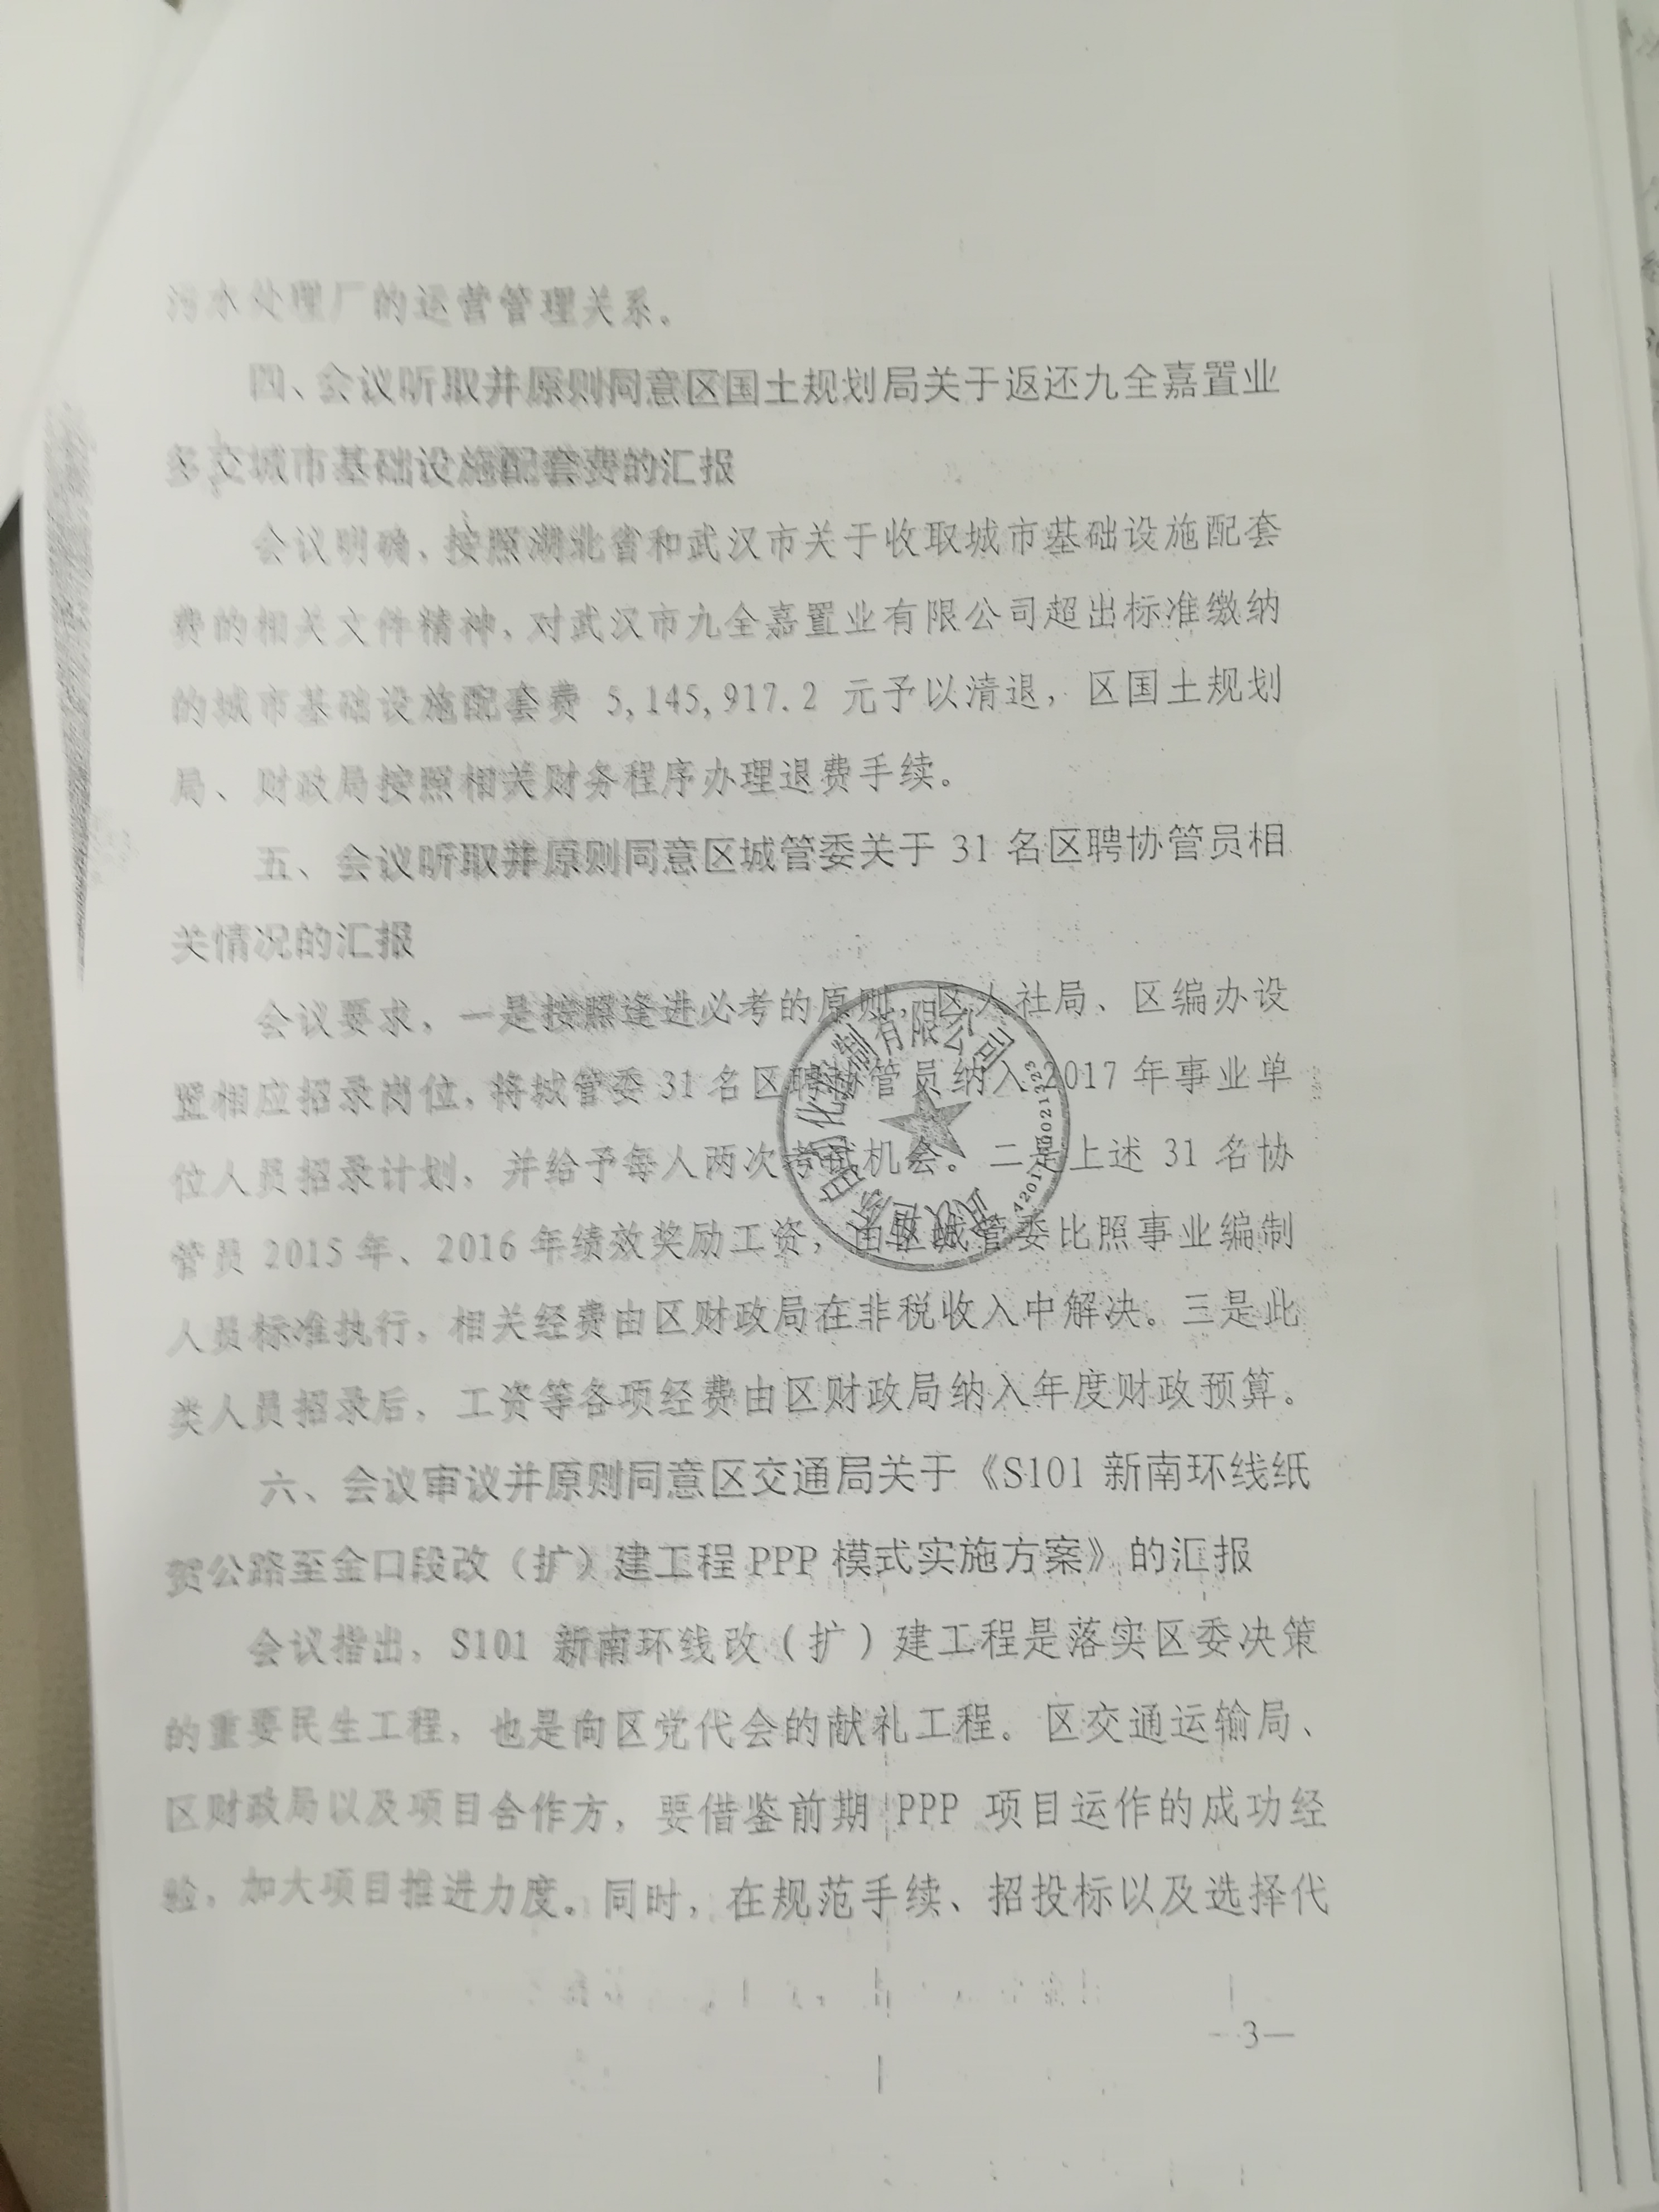 污水处理厂的运营管理关系。
四、会议听取并原则同意区国土规划局关于返还九全嘉置业
多交城市基础设施配套费的汇报
会议明确，按照湖北省和武汉市关于收取城市基础设施配套
费的相关文件精神，对武汉市九全嘉置业有限公司超出标准缴纳
的城市基础设施配套费 5,145,917.2 元予以清退，区国土规划
局、财政局按照相关财务程序办理退费手续。
五、会议听取并原则同意区城管委关于 31 名区聘协管员相
关情况的汇报
会议要求，一是按照逢进必考的原则，区人社局、区编办设
置相应招录岗位，将城管委 31 名区聘协管员纳入 2017 年事业单
位人员招录计划，并给予每人两次考试机会。二是上述 31 名协
管员 2015 年、2016 年绩效奖励工资，由区城管委比照事业编制
人员标准执行，相关经费由区财政局在非税收入中解决。三是此
类人员招录后，工资等各项经费由区财政局纳入年度财政预算。
六、会议审议并原则同意区交通局关于《S101 新南环线纸
贺公路至金口段改（扩）建工程 PPP 模式实施方案》的汇报
会议指出，S101 新南环线改（扩）建工程是落实区委决策
的重要民生工程，也是向区党代会的献礼工程。区交通运输局、
区财政局以及项目合作方，要借鉴前期 PPP 项目运作的成功经
验，加大项目推进力度。同时，在规范手续、招投标以及选择代
—3—
有限公司